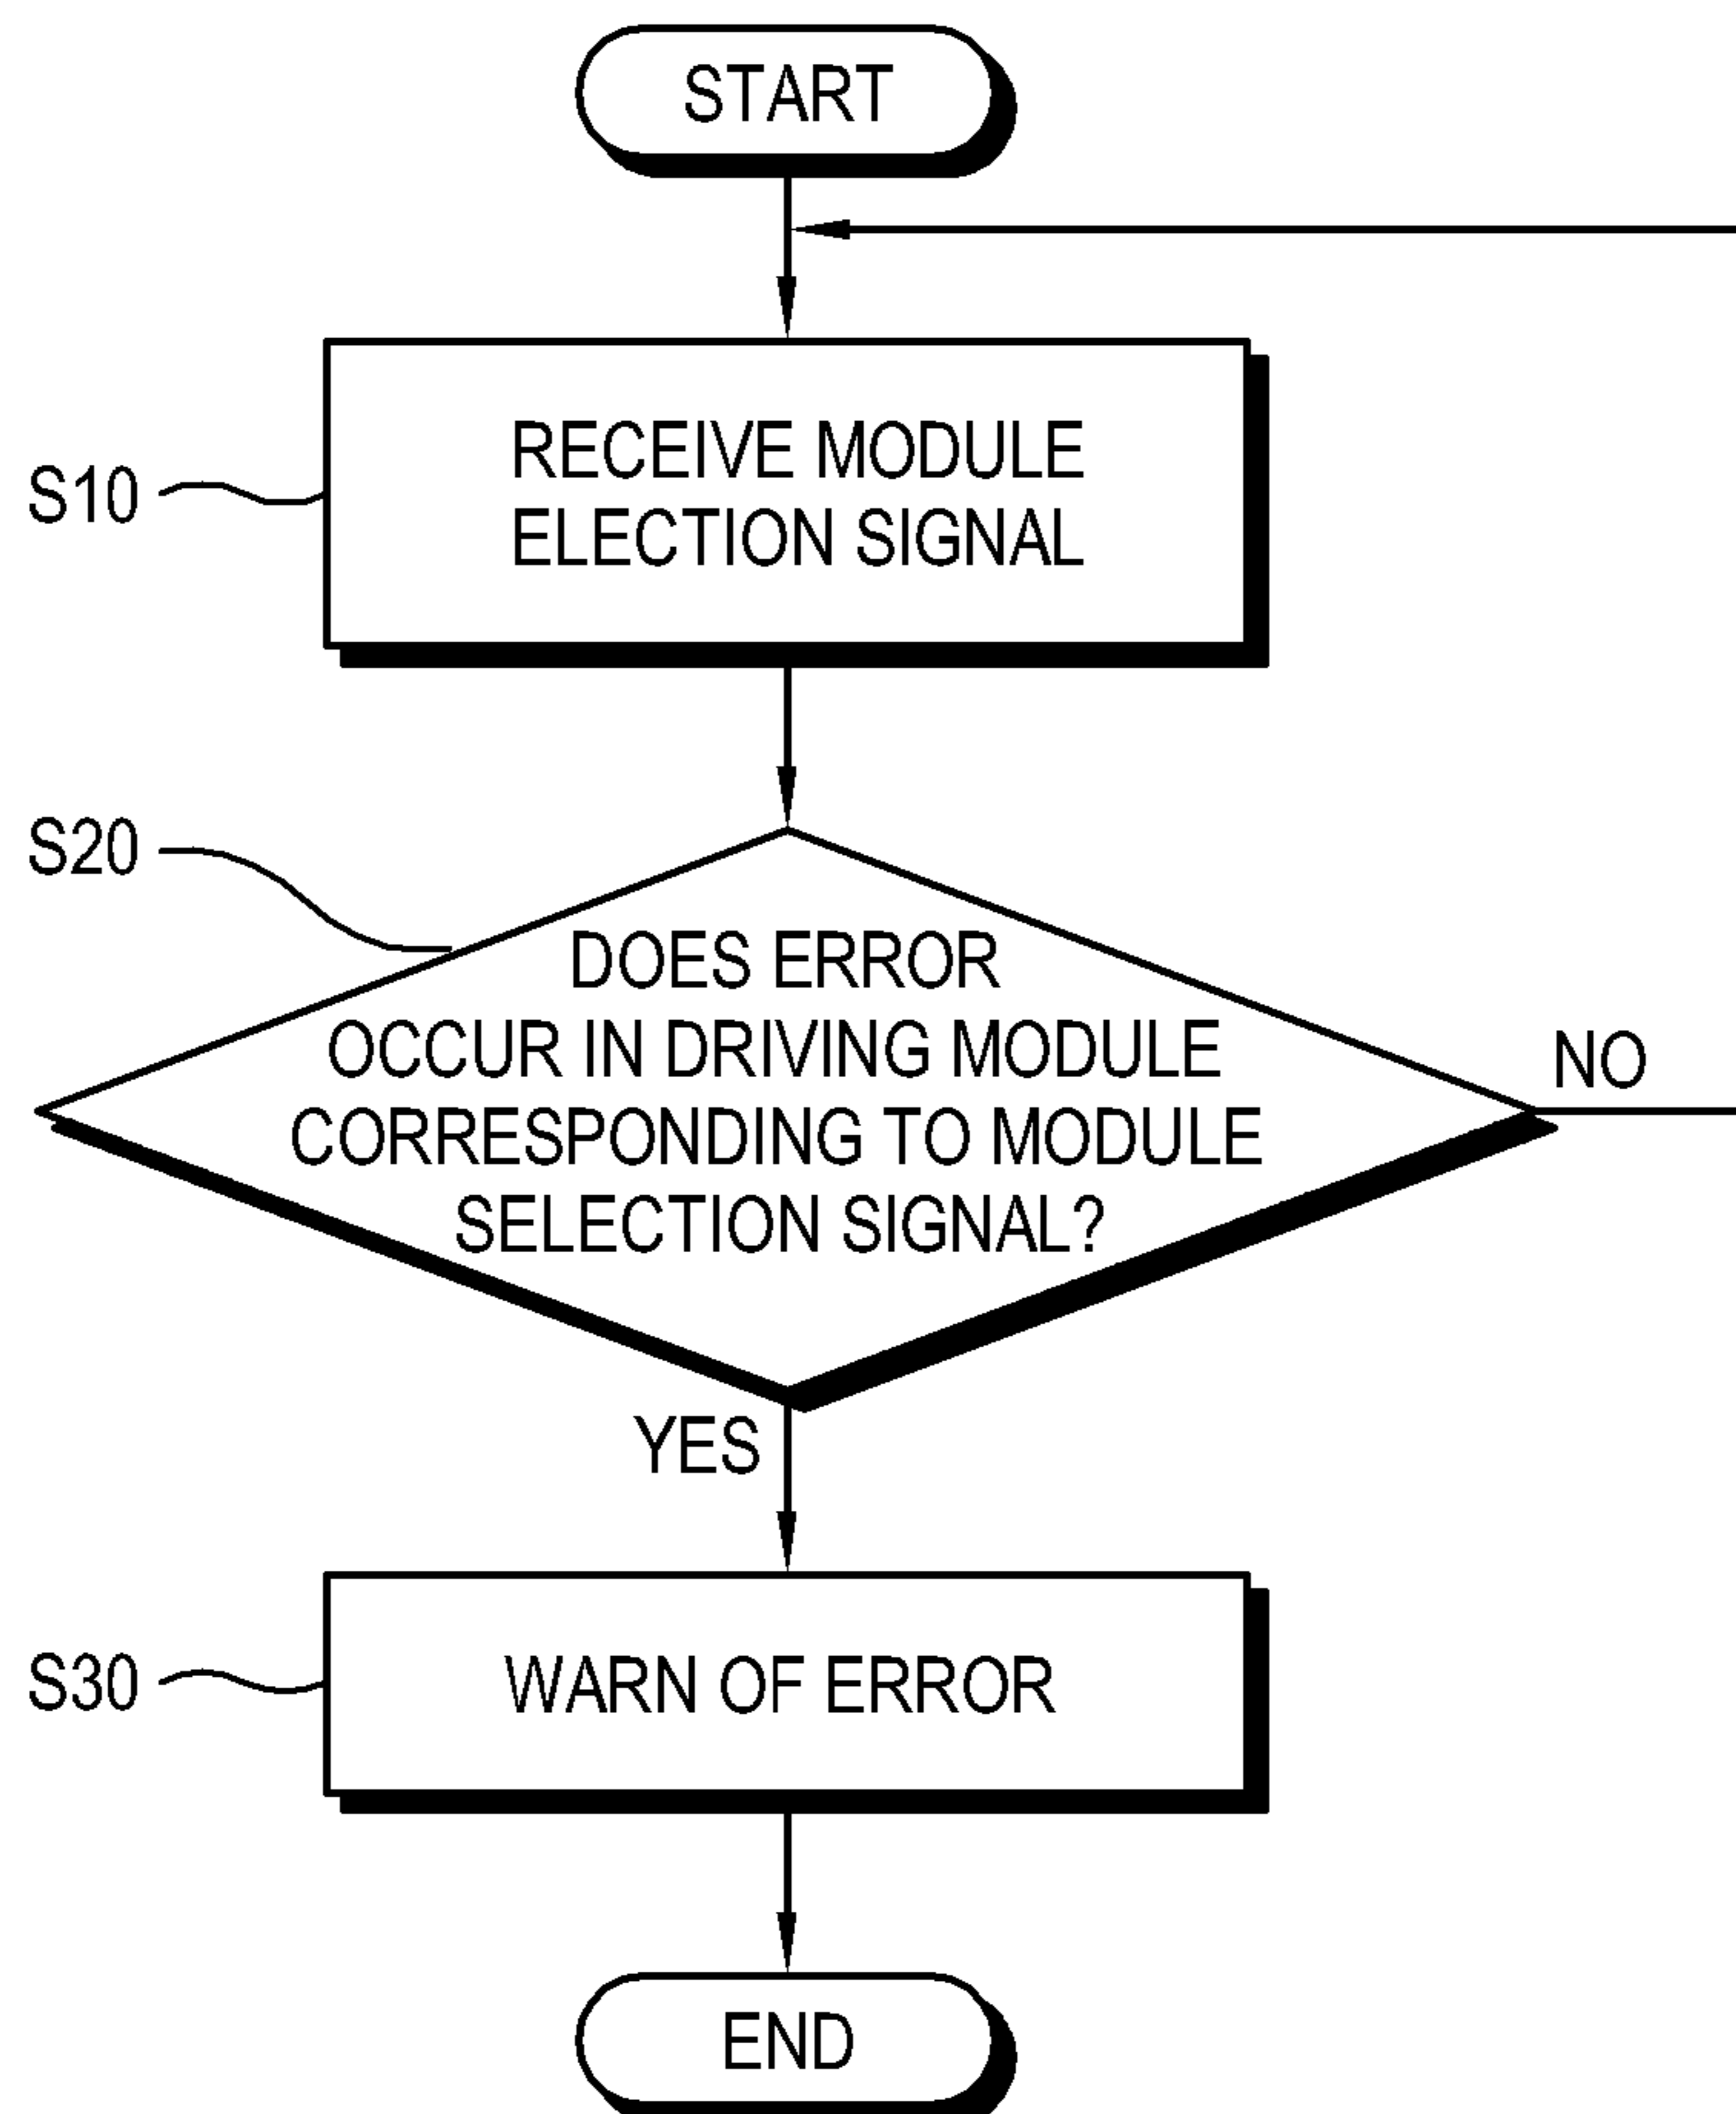 START
S10
RECEIVE MODULE
ELECTION SIGNAL
S20
DOES ERROR
OCCUR IN DRIVING MODULE
CORRESPONDING TO MODULE
SELECTION SIGNAL?
NO
YES
S30
WARN OF ERROR
END